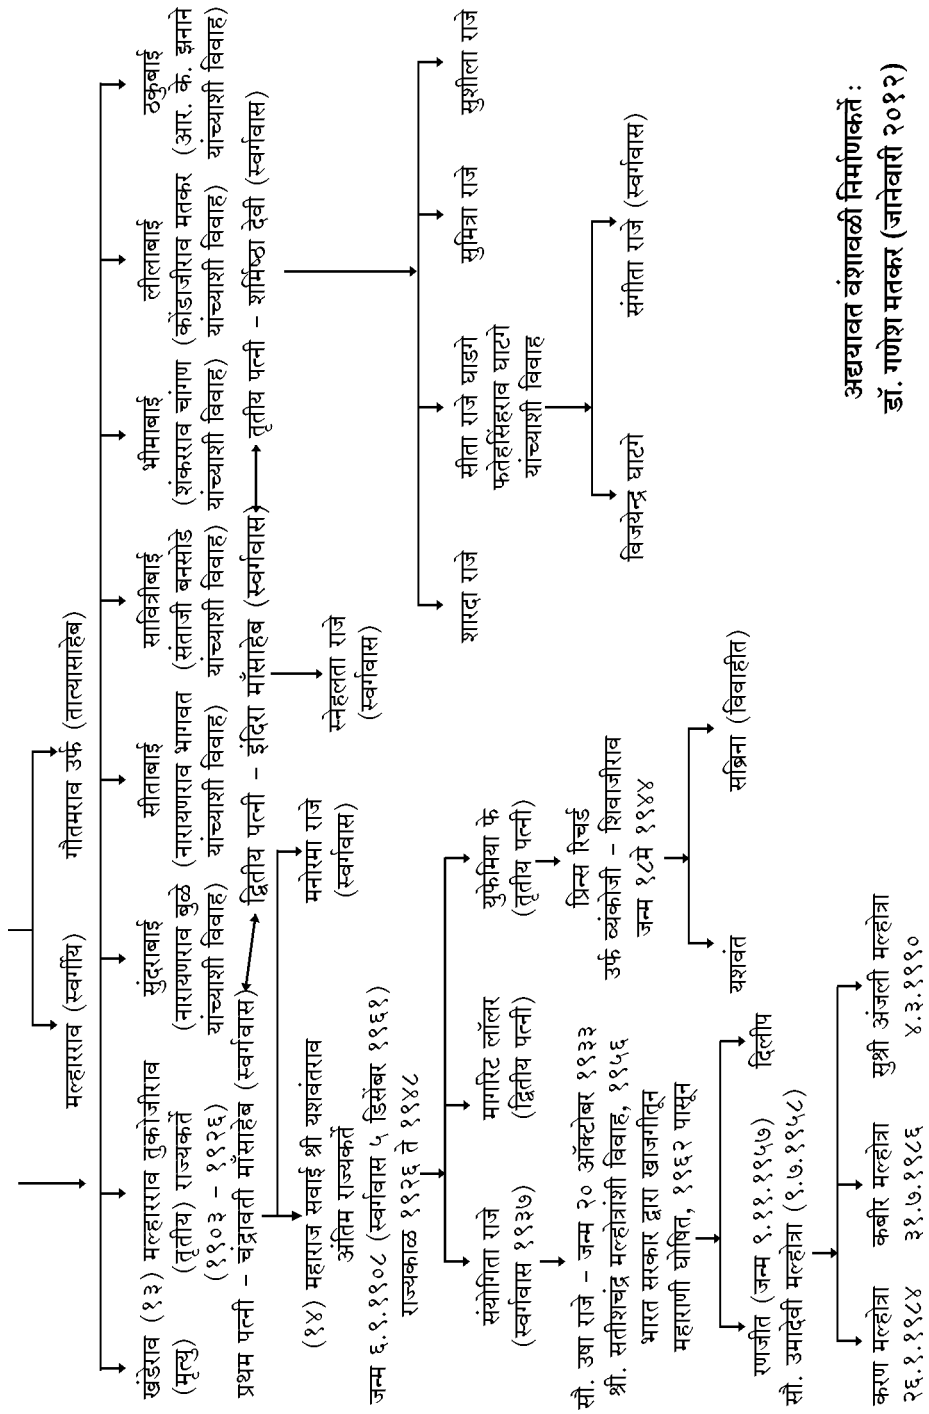 मल्हारराव (स्वर्गीय)
गौतमराव उर्फ (तात्यासाहेब)
खंडेराव
(मृत्यु)
(१३) मल्हारराव तुकोजीराव
(तृतीय) राज्यकर्ते
(१९०३ – १९२६)
सुंदराबाई
(नारायणराव बुळे
यांच्याशी विवाह)
सीताबाई
(नारायणराव भागवत
यांच्याशी विवाह)
सावित्रीबाई
(संताजी बनसोडे
यांच्याशी विवाह)
भीमाबाई
(शंकरराव चांगण
यांच्याशी विवाह)
लीलाबाई
(कोंडाजीराव मतकर
यांच्याशी विवाह)
ठकुबाई
(आर. के. झनाने
यांच्याशी विवाह)
प्रथम पत्नी – चंद्रावती माँसाहेब (स्वर्गवास)
द्वितीय पत्नी – इंदिरा माँसाहेब (स्वर्गवास)
तृतीय पत्नी – शर्मिष्ठा देवी (स्वर्गवास)
(१४) महाराज सवाई श्री यशवंतराव
अंतिम राज्यकर्ते
जन्म ६.९.१९०८ (स्वर्गवास ५ डिसेंबर १९६१)
राज्यकाळ १९२६ ते १९४८
मनोरमा राजे
(स्वर्गवास)
स्नेहलता राजे
(स्वर्गवास)
शारदा राजे
सीता राजे घाडगे
फतेहसिंहराव घाटगे
यांच्याशी विवाह
सुमित्रा राजे
सुशीला राजे
संयोगिता राजे
(स्वर्गवास १९३७)
मार्गारेट लॉलर
(द्वितीय पत्नी)
युफेमिया फे
(तृतीय पत्नी)
विजयेन्द्र घाटगे
संगीता राजे (स्वर्गवास)
सौ. उषा राजे – जन्म २० ऑक्टोबर १९३३
श्री. सतीशचंद्र मल्होत्रांशी विवाह, १९५६
भारत सरकार द्वारा खाजगीतून
महाराणी घोषित, १९६२ पासून
प्रिन्स रिचर्ड
उर्फ व्यंकोजी – शिवाजीराव
जन्म १८मे १९४४
यशवंत
सब्रिना (विवाहीत)
रणजीत (जन्म ९.११.१९५७)
सौ. उमादेवी मल्होत्रा (९.७.१९५८)
दिलीप
करण मल्होत्रा
२६.१.१९८४
कबीर मल्होत्रा
३१.७.१९८६
सुश्री अंजली मल्होत्रा
४.३.१९९०
अद्ययावत वंशावळी निर्माणकर्ते :
डॉ. गणेश मतकर (जानेवारी २०१२)